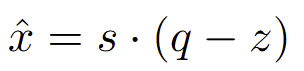 x̂ = s · (q − z)